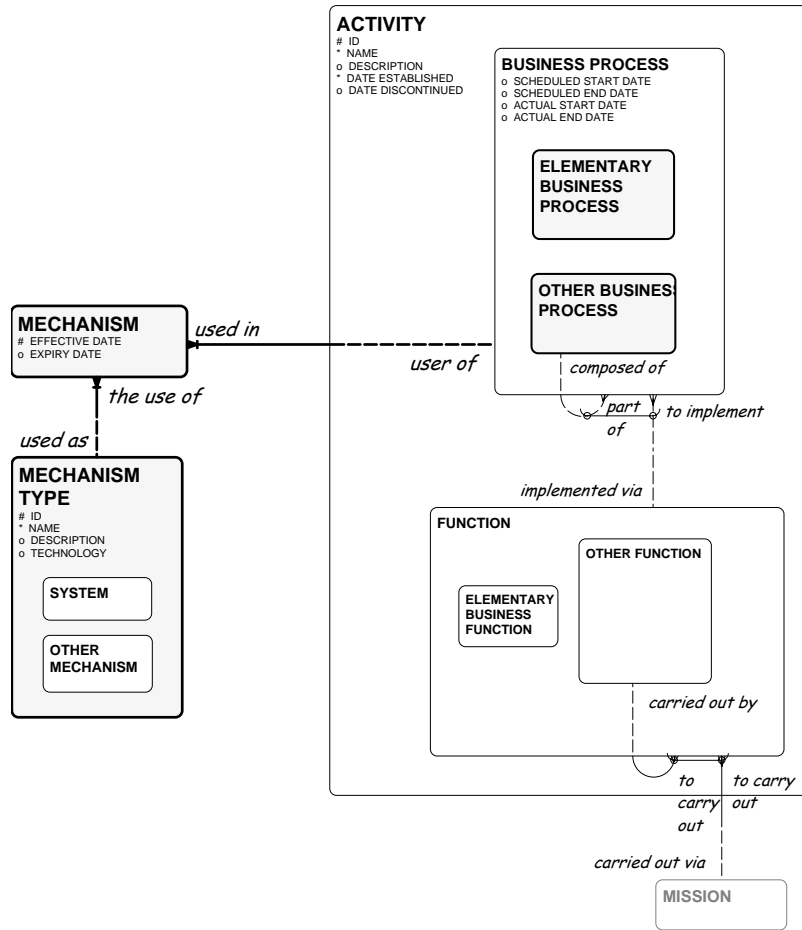 ACTIVITY
# ID
* NAME
o DESCRIPTION
* DATE ESTABLISHED
o DATE DISCONTINUED
BUSINESS PROCESS
o SCHEDULED START DATE
o SCHEDULED END DATE
o ACTUAL START DATE
o ACTUAL END DATE
ELEMENTARY
BUSINESS
PROCESS
OTHER BUSINES
PROCESS
composed of
part
of
to implement
MECHANISM
# EFFECTIVE DATE
o EXPIRY DATE
used in
user of
the use of
used as
MECHANISM
TYPE
# ID
* NAME
o DESCRIPTION
o TECHNOLOGY
SYSTEM
OTHER
MECHANISM
implemented via
FUNCTION
OTHER FUNCTION
ELEMENTARY
BUSINESS
FUNCTION
carried out by
to
carry
out
to carry
out
carried out via
MISSION